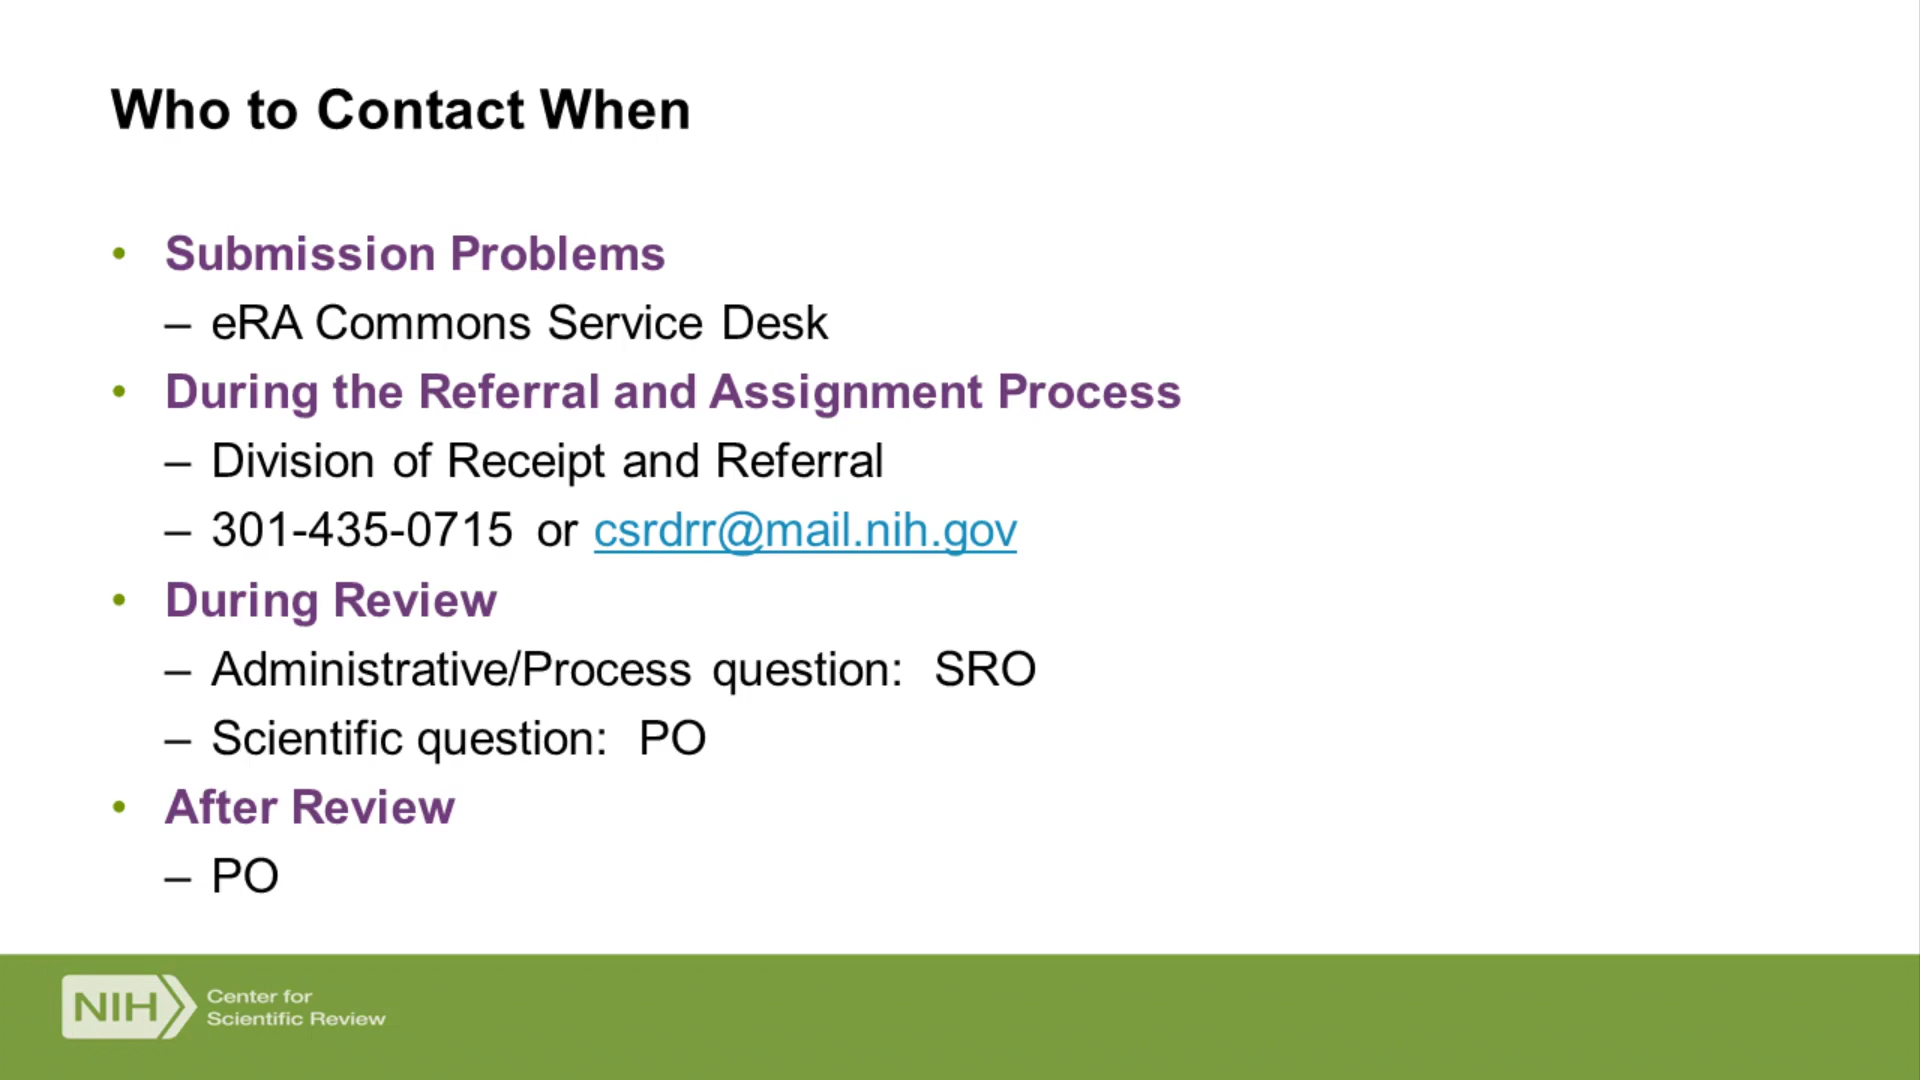 Who to Contact When
• Submission Problems
– eRA Commons Service Desk
• During the Referral and Assignment Process
– Division of Receipt and Referral
– 301-435-0715 or csrdrr@mail.nih.gov
• During Review
– Administrative/Process question: SRO
– Scientific question: PO
• After Review
– PO
NIH
Center for
Scientific Review